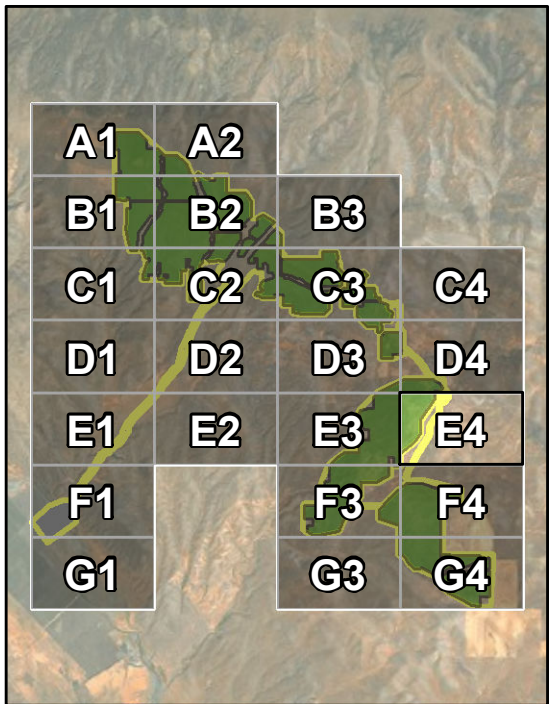 A1 A2
B1 B2 B3
C1 C2 C3 C4
D1 D2 D3 D4
E1 E2 E3 E4
F1 F3 F4
G1 G3 G4